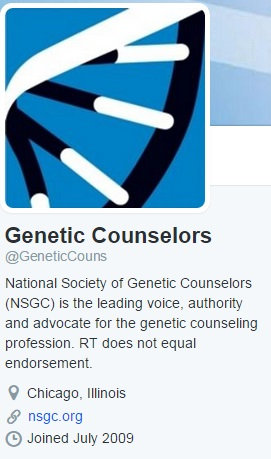 Genetic Counselors
@GeneticCouns
National Society of Genetic Counselors
(NSGC) is the leading voice, authority
and advocate for the genetic counseling
profession. RT does not equal
endorsement.
Chicago, Illinois
nsgc.org
Joined July 2009